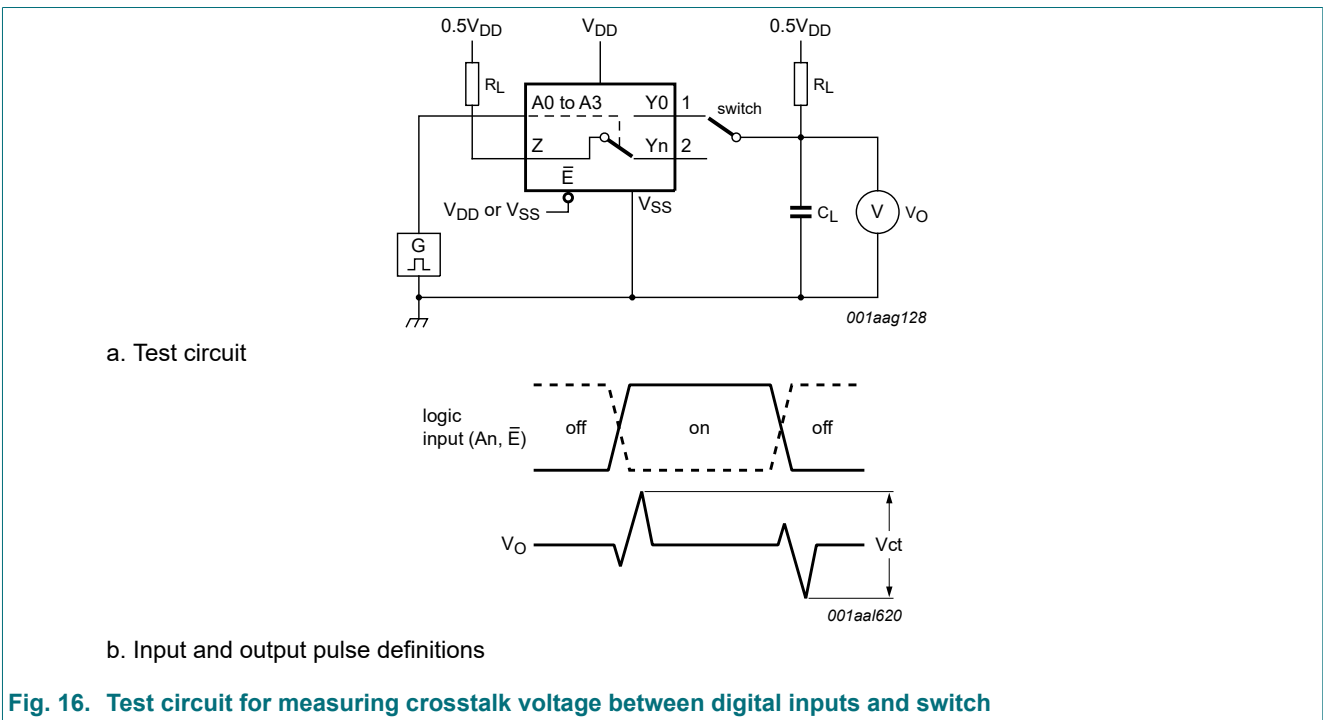 0.5VDD
VDD
0.5VDD
RL
RL
A0 to A3
Y0
1
switch
Z
Yn
2
E̅
VDD or VSS
VSS
CL
V
VO
G
001aag128
a. Test circuit
logic
input (An, E̅)
off
on
off
VO
Vct
001aal620
b. Input and output pulse definitions
Fig. 16. Test circuit for measuring crosstalk voltage between digital inputs and switch